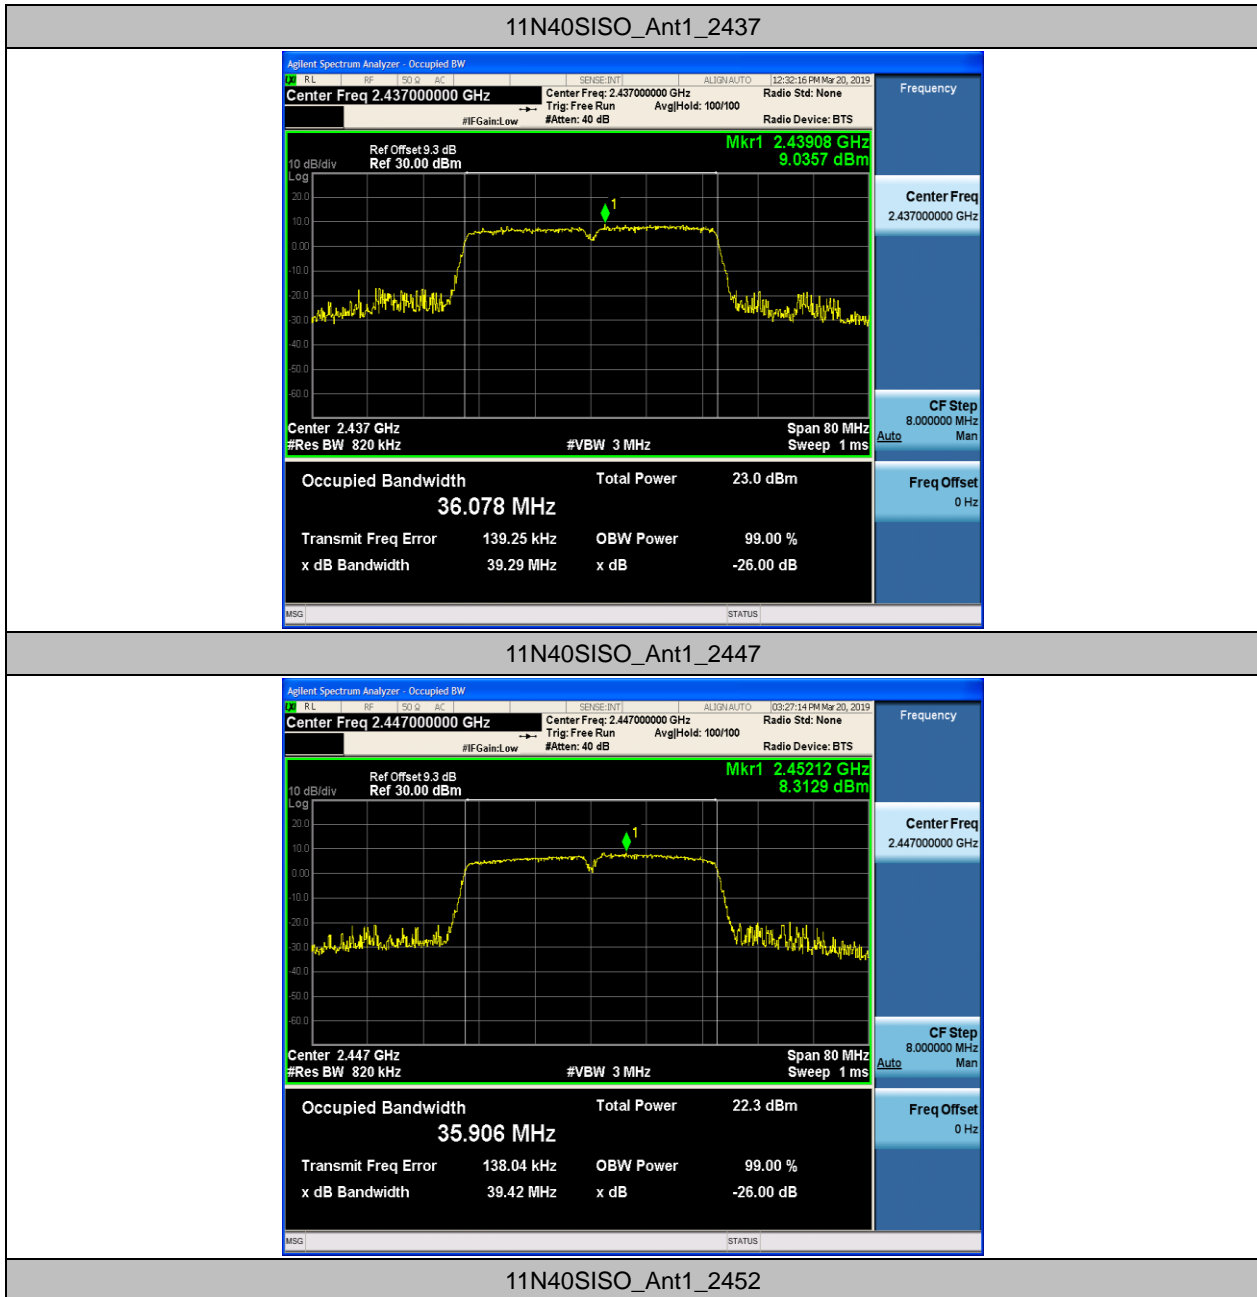 11N40SISO_Ant1_2437
Agilent Spectrum Analyzer - Occupied BW
LXI RL RF 50 Ω AC SENSE:INT ALIGN AUTO 12:32:16 PM Mar 20, 2019
Center Freq 2.437000000 GHz
Center Freq: 2.437000000 GHz Radio Std: None
Trig: Free Run Avg|Hold: 100/100
#IFGain:Low #Atten: 40 dB Radio Device: BTS
Frequency
Mkr1 2.43908 GHz
9.0357 dBm
Ref Offset 9.3 dB
10 dB/div Ref 30.00 dBm
Log
20.0
10.0
0.00
-10.0
-20.0
-30.0
-40.0
-50.0
-60.0
1
Center 2.437 GHz Span 80 MHz
#Res BW 820 kHz #VBW 3 MHz Sweep 1 ms
Center Freq
2.437000000 GHz
CF Step
8.000000 MHz
Auto Man
Freq Offset
0 Hz
Occupied Bandwidth Total Power 23.0 dBm
36.078 MHz
Transmit Freq Error 139.25 kHz OBW Power 99.00 %
x dB Bandwidth 39.29 MHz x dB -26.00 dB
MSG STATUS
11N40SISO_Ant1_2447
Agilent Spectrum Analyzer - Occupied BW
LXI RL RF 50 Ω AC SENSE:INT ALIGN AUTO 03:27:14 PM Mar 20, 2019
Center Freq 2.447000000 GHz
Center Freq: 2.447000000 GHz Radio Std: None
Trig: Free Run Avg|Hold: 100/100
#IFGain:Low #Atten: 40 dB Radio Device: BTS
Frequency
Mkr1 2.45212 GHz
8.3129 dBm
Ref Offset 9.3 dB
10 dB/div Ref 30.00 dBm
Log
20.0
10.0
0.00
-10.0
-20.0
-30.0
-40.0
-50.0
-60.0
1
Center 2.447 GHz Span 80 MHz
#Res BW 820 kHz #VBW 3 MHz Sweep 1 ms
Center Freq
2.447000000 GHz
CF Step
8.000000 MHz
Auto Man
Freq Offset
0 Hz
Occupied Bandwidth Total Power 22.3 dBm
35.906 MHz
Transmit Freq Error 138.04 kHz OBW Power 99.00 %
x dB Bandwidth 39.42 MHz x dB -26.00 dB
MSG STATUS
11N40SISO_Ant1_2452